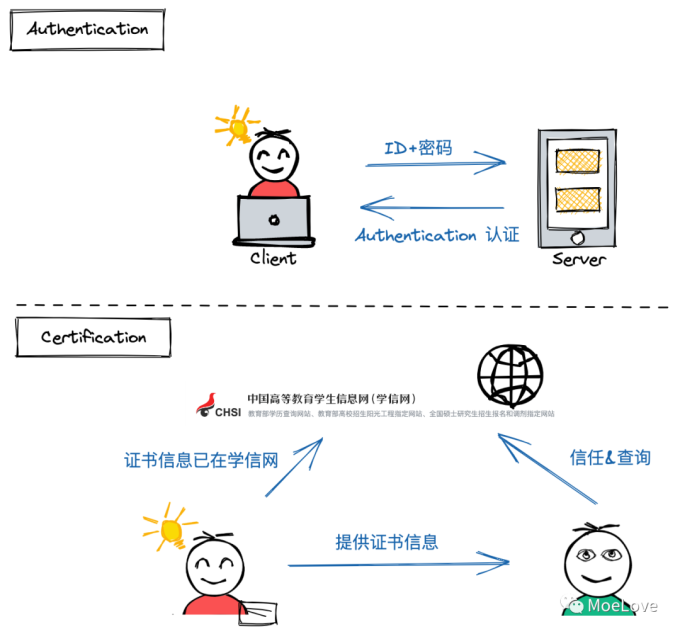 Authentication
ID+密码
Authentication 认证
Client
Server
Certification
CHSI
中国高等教育学生信息网(学信网)
教育部学历查询网站、教育部高校招生阳光工程指定网站、全国硕士研究生招生报名和调剂指定网站
证书信息已在学信网
信任&查询
提供证书信息
MoeLove